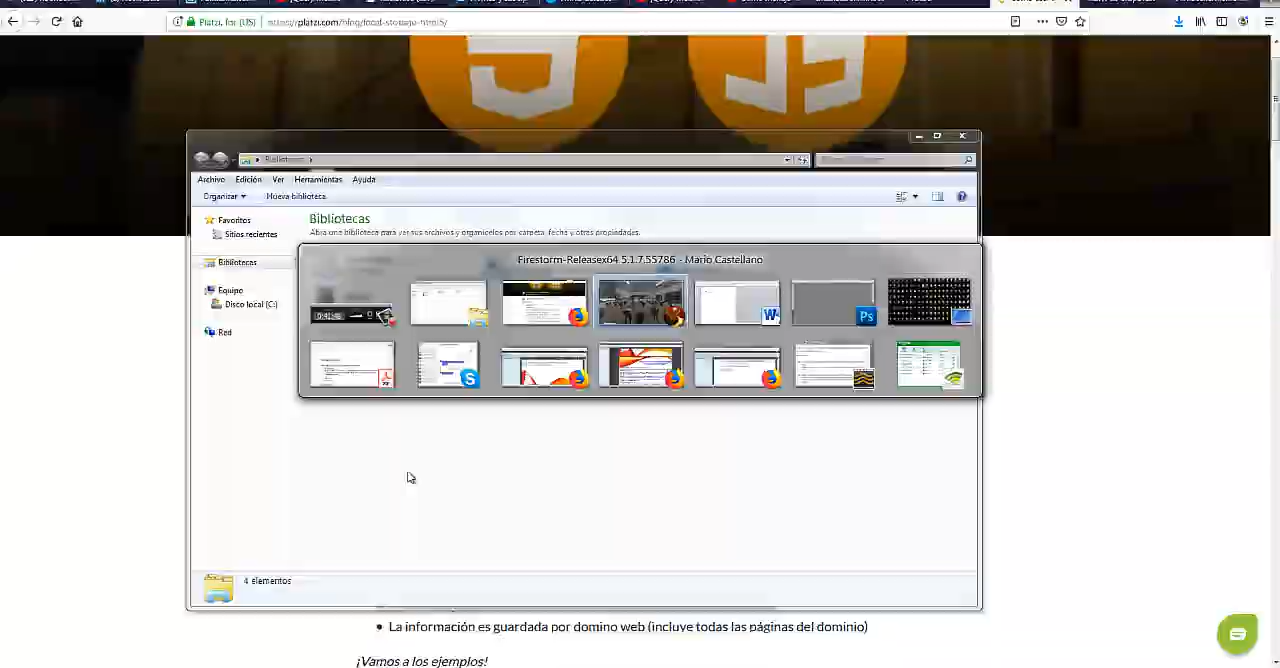 Platzi, Inc (US)
https://platzi.com/blog/local-storage-html5/
Bibliotecas
Archivo Edición Ver Herramientas Ayuda
Organizar Nueva biblioteca
Favoritos
Sitios recientes
Bibliotecas
Equipo
Disco local (C:)
Red
Bibliotecas
Abra una biblioteca para ver sus archivos y organícelos por carpeta, fecha y otras propiedades.
Firestorm-Releasex64 5.1.7.55786 - Mario Castellano
W
Ps
S
4 elementos
La información es guardada por domino web (incluye todas las páginas del dominio)
¡Vamos a los ejemplos!